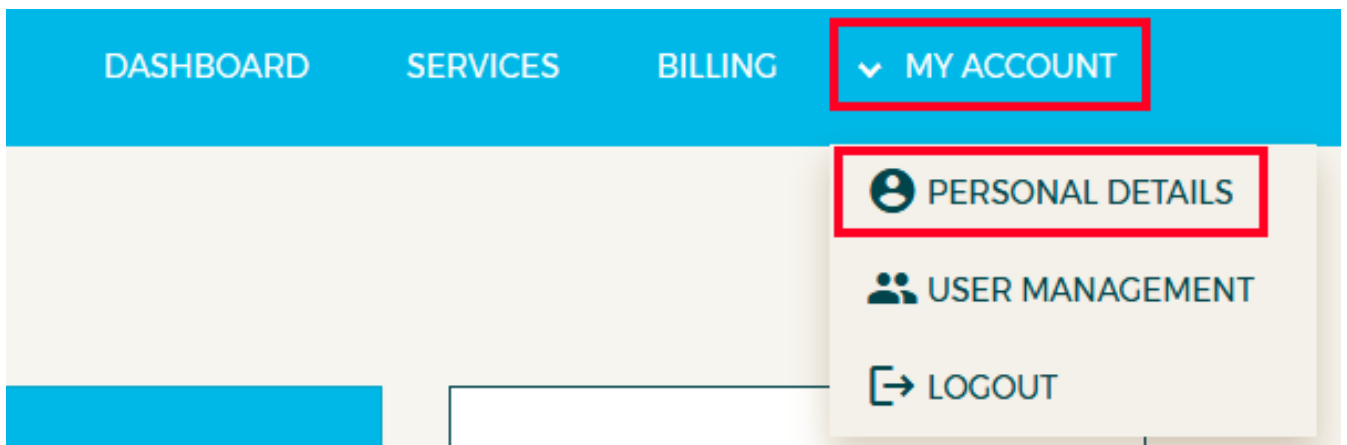 DASHBOARD SERVICES BILLING MY ACCOUNT
PERSONAL DETAILS
USER MANAGEMENT
LOGOUT